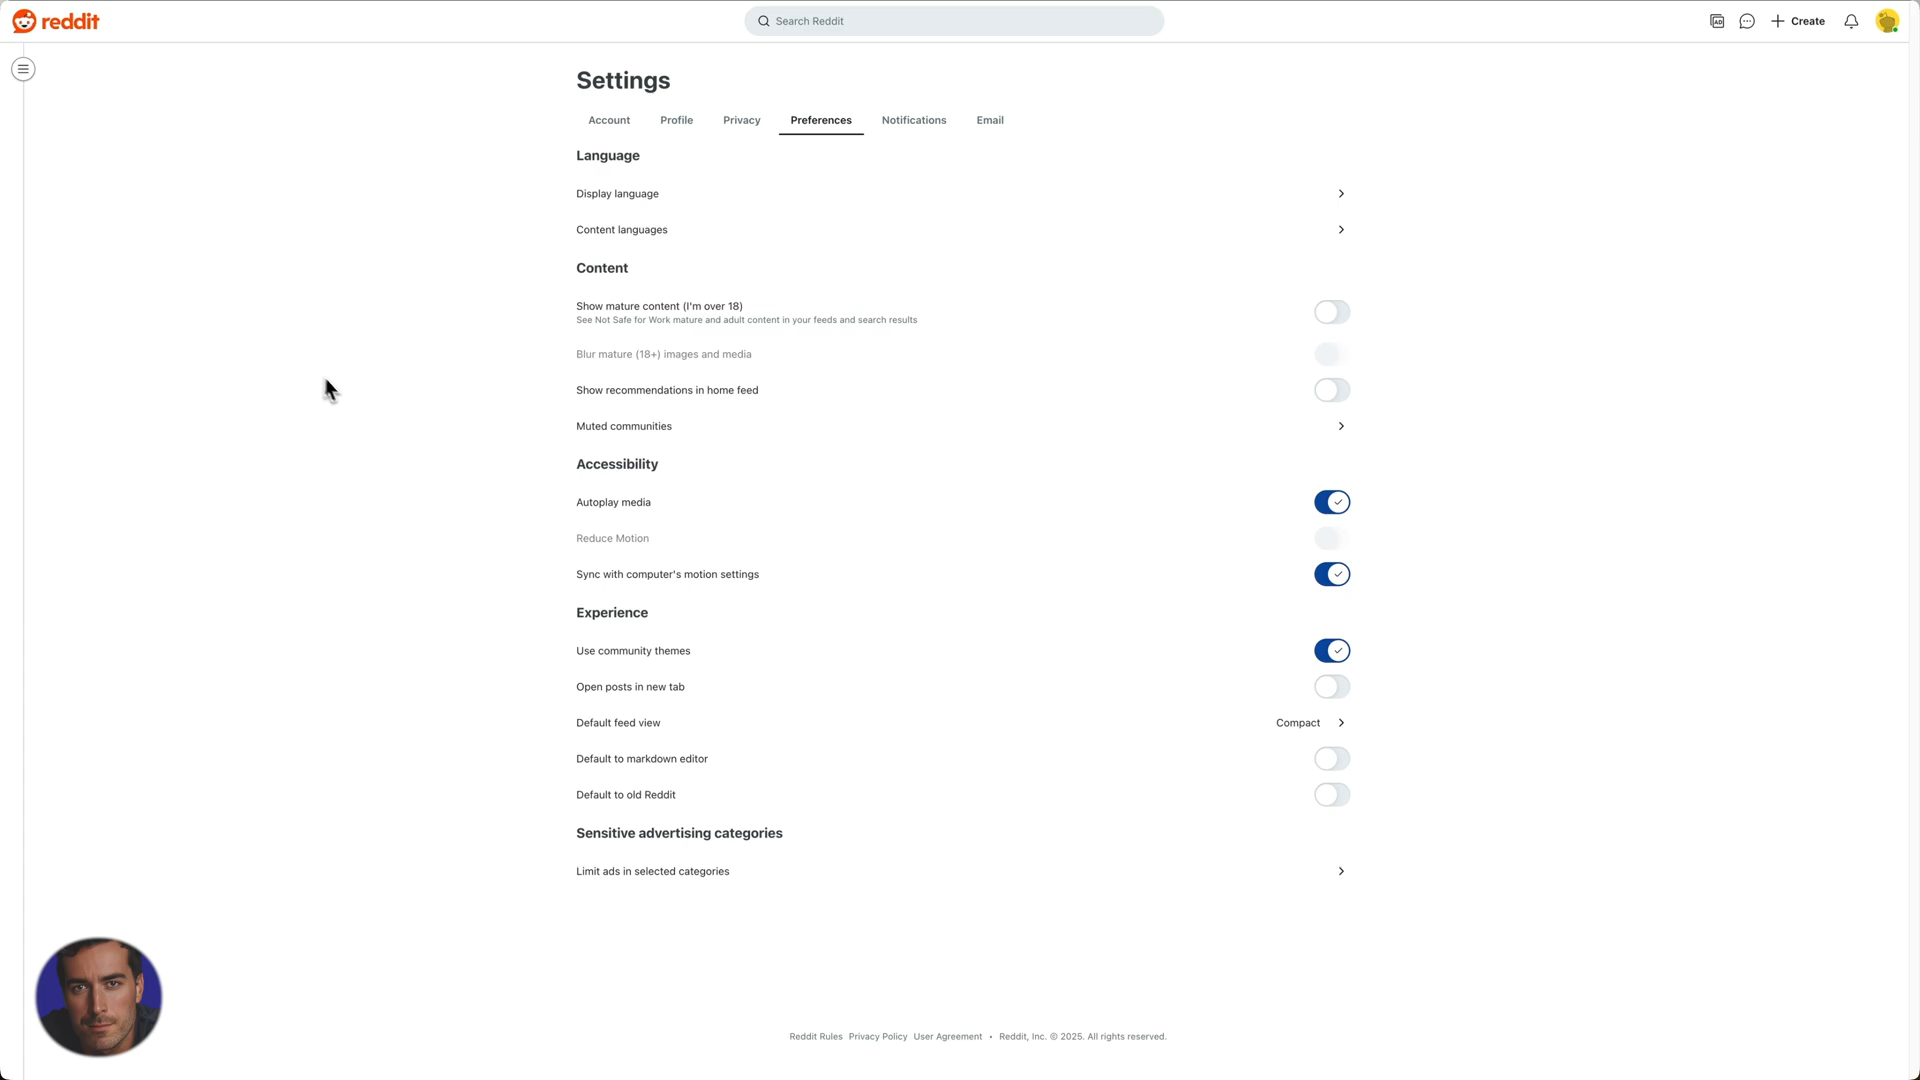 reddit
Search Reddit
AD
Create
Settings
Account Profile Privacy Preferences Notifications Email
Language
Display language
Content languages
Content
Show mature content (I'm over 18)
See Not Safe for Work mature and adult content in your feeds and search results
Blur mature (18+) images and media
Show recommendations in home feed
Muted communities
Accessibility
Autoplay media
Reduce Motion
Sync with computer's motion settings
Experience
Use community themes
Open posts in new tab
Default feed view Compact
Default to markdown editor
Default to old Reddit
Sensitive advertising categories
Limit ads in selected categories
Reddit Rules Privacy Policy User Agreement • Reddit, Inc. © 2025. All rights reserved.